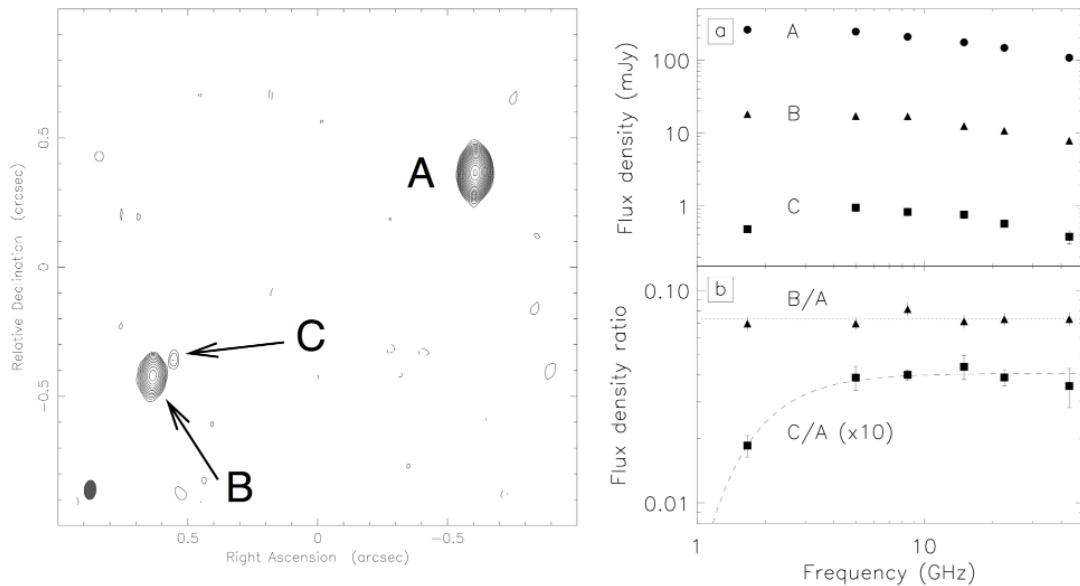 A
C
B
0.5
0
-0.5
Relative Declination (arcsec)
0.5
0
-0.5
Right Ascension (arcsec)
a
A
B
C
100
10
1
Flux density (mJy)
b
B/A
C/A (x10)
0.10
0.01
Flux density ratio
1
10
Frequency (GHz)